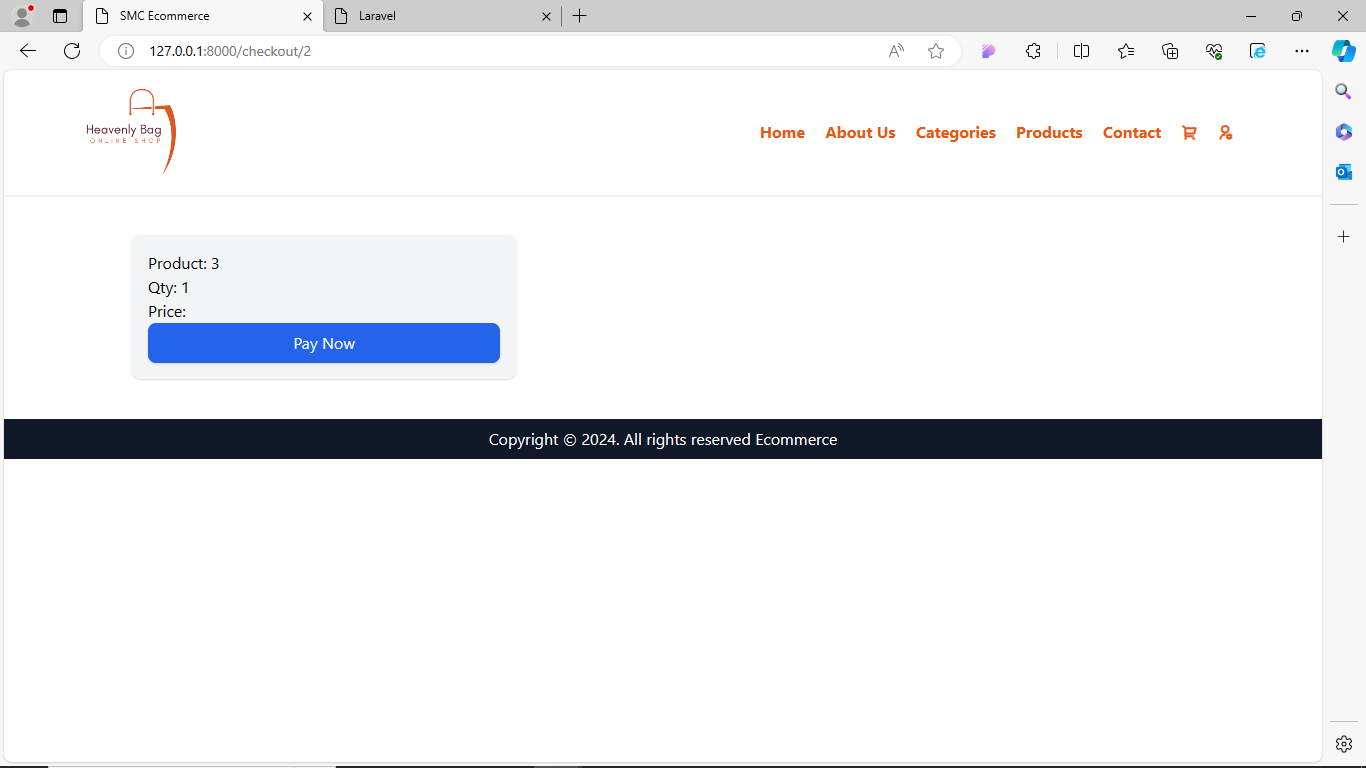 SMC Ecommerce
Laravel
127.0.0.1:8000/checkout/2
Heavenly Bag
ONLINE SHOP
Home About Us Categories Products Contact
Product: 3
Qty: 1
Price:
Pay Now
Copyright © 2024. All rights reserved Ecommerce